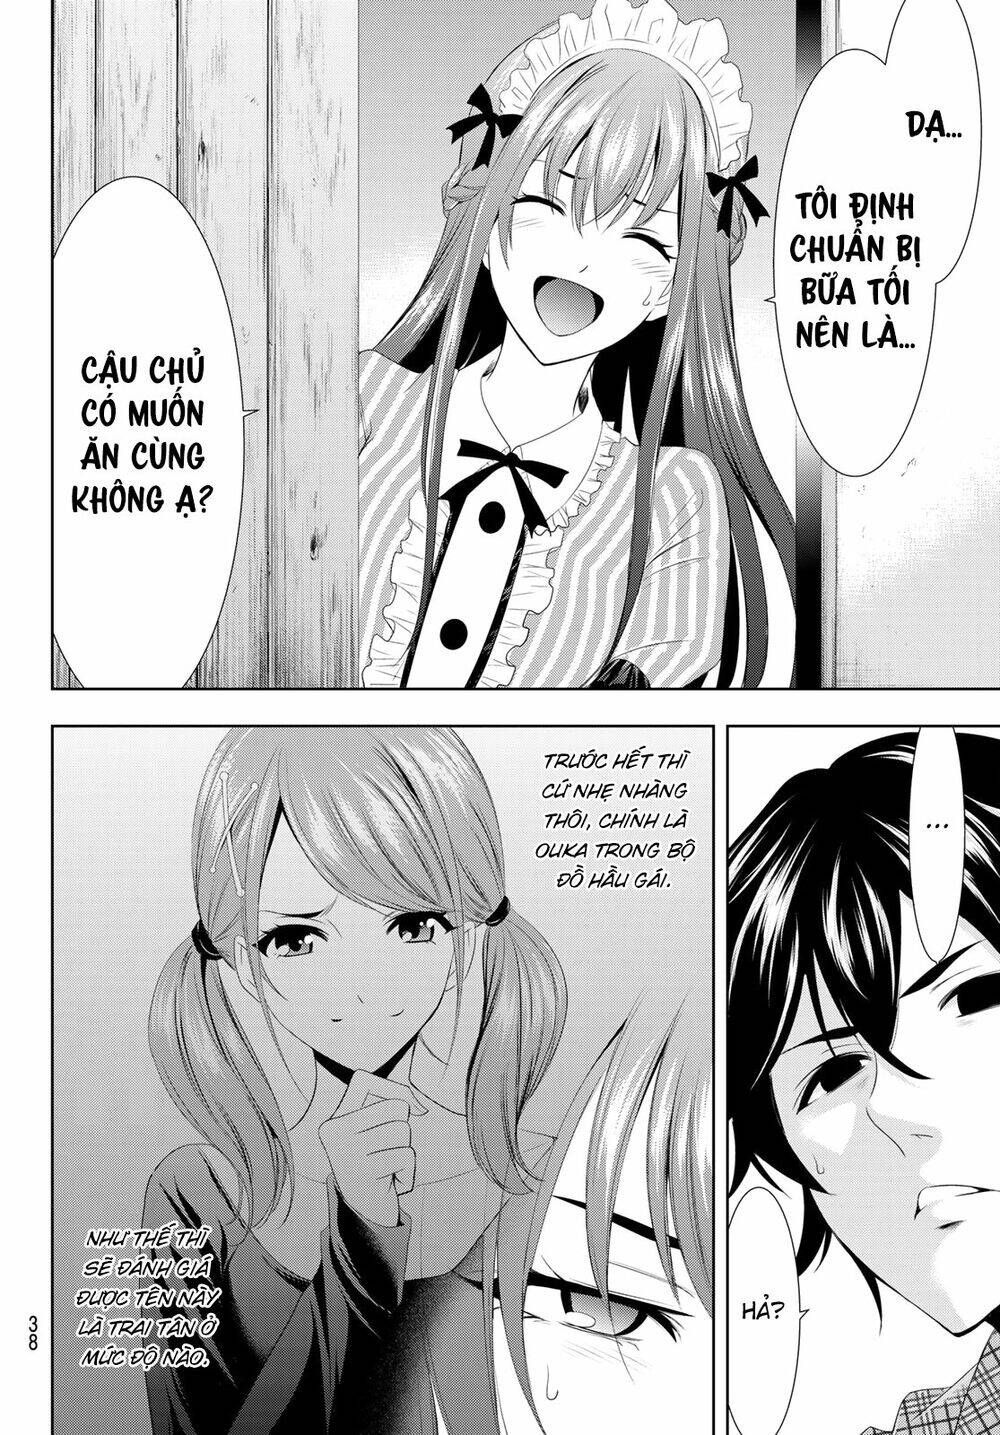 DẠ...
TÔI ĐỊNH
CHUẨN BỊ
BỮA TỐI
NÊN LÀ...
CẬU CHỦ
CÓ MUỐN
ĂN CÙNG
KHÔNG Ạ?
...
HẢ?
TRƯỚC HẾT THÌ
CỨ NHẸ NHÀNG
THÔI, CHÍNH LÀ
OUKA TRONG BỘ
ĐỒ HẦU GÁI.
NHƯ THẾ THÌ
SẼ ĐÁNH GIÁ
ĐƯỢC TÊN NÀY
LÀ TRAI TÂN Ở
MỨC ĐỘ NÀO.
38